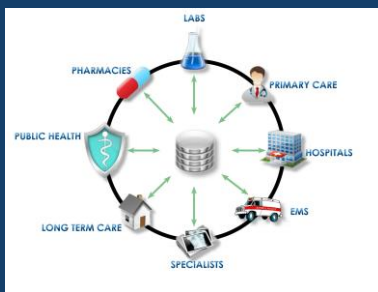 LABS
PHARMACIES
PRIMARY CARE
PUBLIC HEALTH
HOSPITALS
LONG TERM CARE
EMS
SPECIALISTS